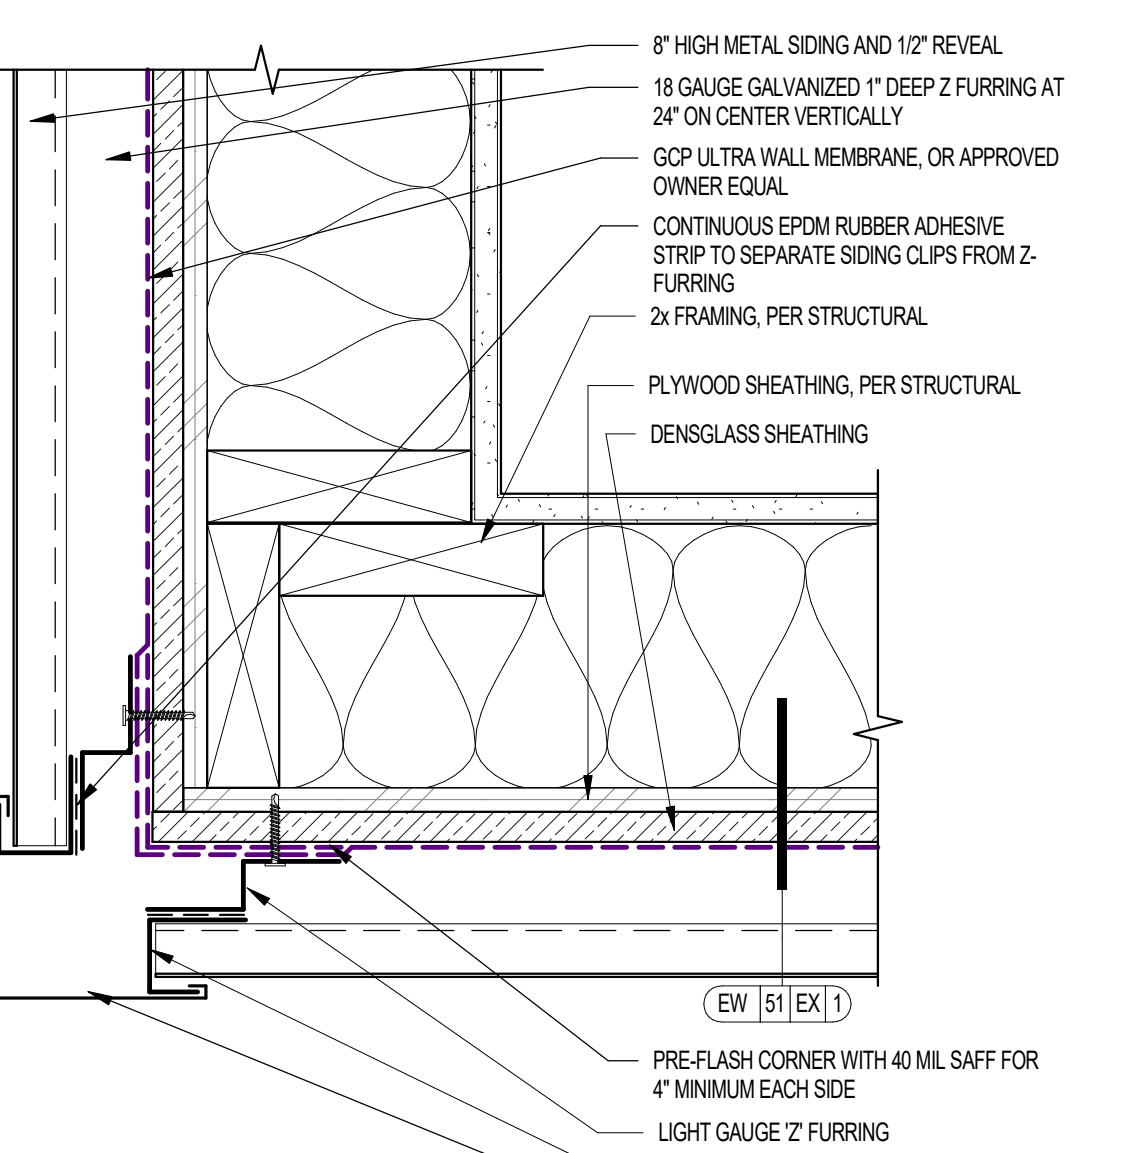 8" HIGH METAL SIDING AND 1/2" REVEAL
18 GAUGE GALVANIZED 1" DEEP Z FURRING AT
24" ON CENTER VERTICALLY
GCP ULTRA WALL MEMBRANE, OR APPROVED
OWNER EQUAL
CONTINUOUS EPDM RUBBER ADHESIVE
STRIP TO SEPARATE SIDING CLIPS FROM Z-
FURRING
2x FRAMING, PER STRUCTURAL
PLYWOOD SHEATHING, PER STRUCTURAL
DENSGLASS SHEATHING
EW 51 EX 1
PRE-FLASH CORNER WITH 40 MIL SAFF FOR
4" MINIMUM EACH SIDE
LIGHT GAUGE 'Z' FURRING